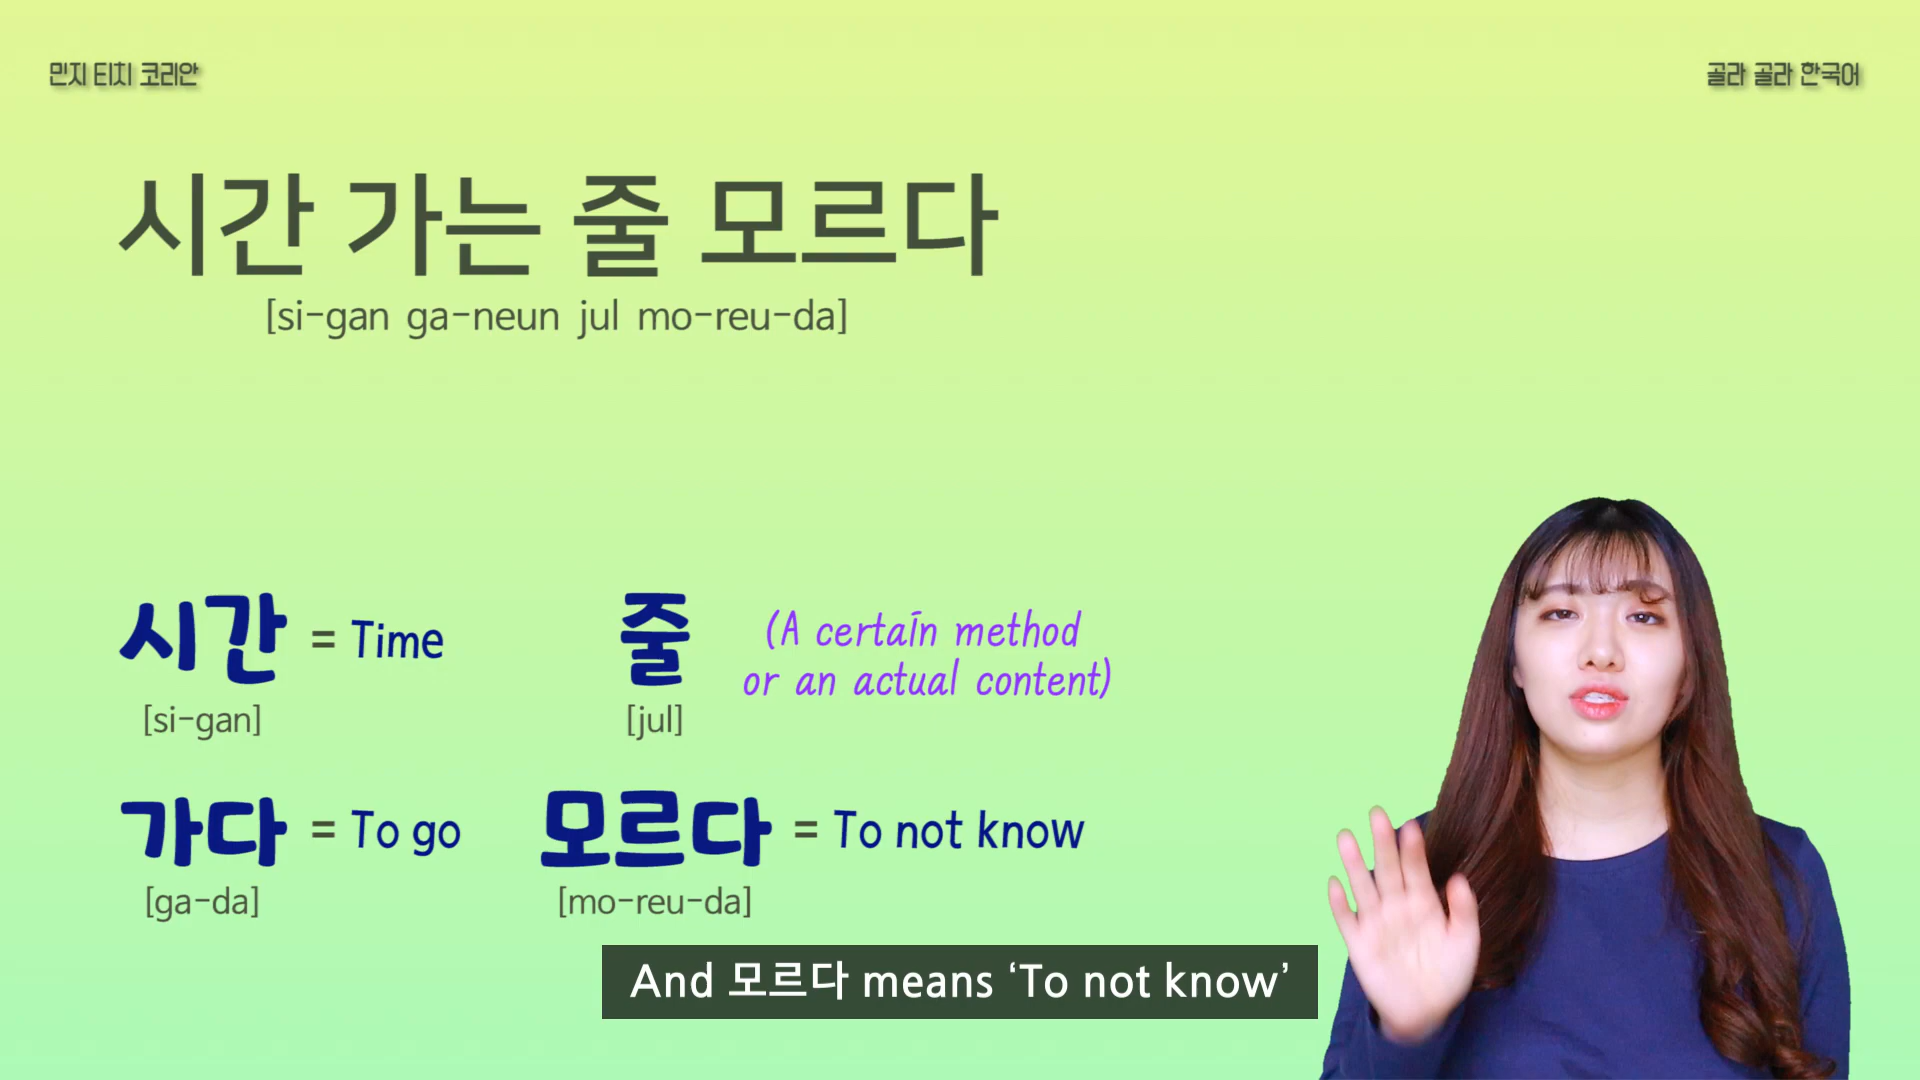 민지 티치 코리안
골라 골라 한국어
시간 가는 줄 모르다
[si-gan ga-neun jul mo-reu-da]
시간 = Time
[si-gan]
줄 (A certain method
or an actual content)
[jul]
가다 = To go
[ga-da]
모르다 = To not know
[mo-reu-da]
And 모르다 means ‘To not know’